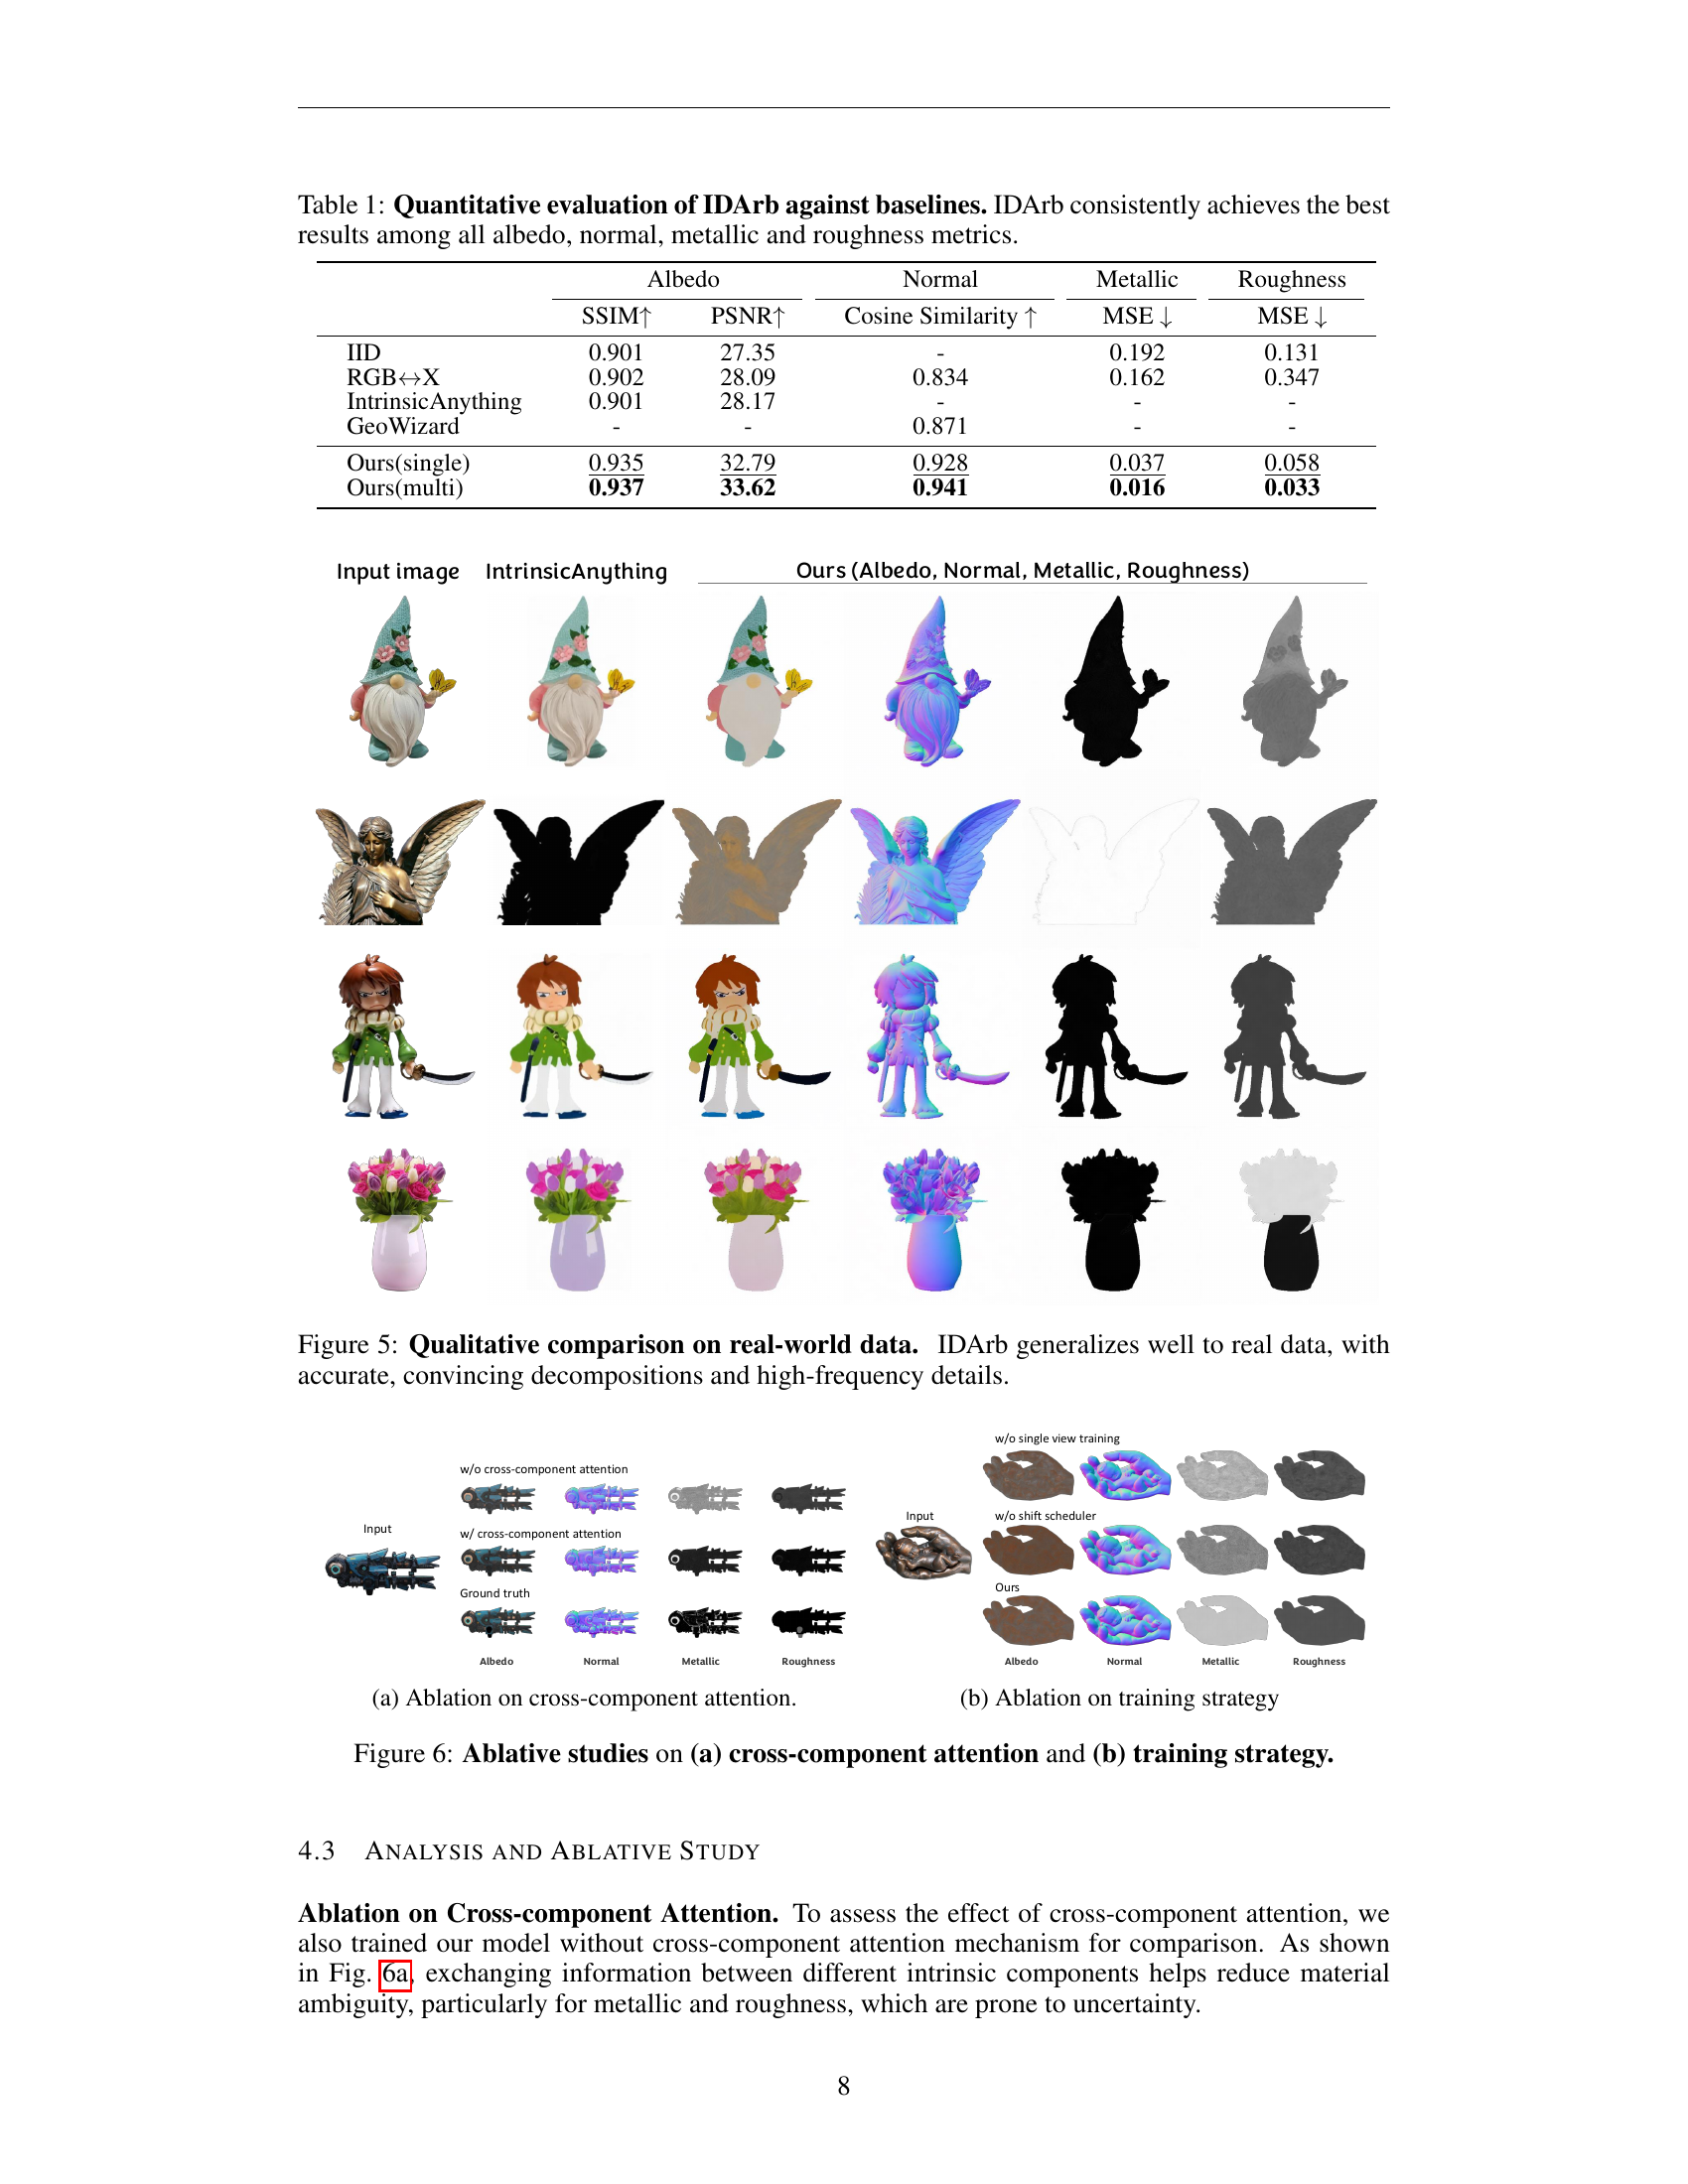 Table 1: Quantitative evaluation of IDArb against baselines. IDArb consistently achieves the best
results among all albedo, normal, metallic and roughness metrics.
Albedo Normal Metallic Roughness
SSIM↑ PSNR↑ Cosine Similarity ↑ MSE ↓ MSE ↓
IID 0.901 27.35 - 0.192 0.131
RGB↔X 0.902 28.09 0.834 0.162 0.347
IntrinsicAnything 0.901 28.17 - - -
GeoWizard - - 0.871 - -
Ours(single) 0.935 32.79 0.928 0.037 0.058
Ours(multi) 0.937 33.62 0.941 0.016 0.033
Input image IntrinsicAnything Ours (Albedo, Normal, Metallic, Roughness)
Figure 5: Qualitative comparison on real-world data. IDArb generalizes well to real data, with
accurate, convincing decompositions and high-frequency details.
w/o cross-component attention
Input
w/ cross-component attention
Ground truth
Albedo Normal Metallic Roughness
(a) Ablation on cross-component attention.
w/o single view training
Input
w/o shift scheduler
Ours
Albedo Normal Metallic Roughness
(b) Ablation on training strategy
Figure 6: Ablative studies on (a) cross-component attention and (b) training strategy.
4.3 ANALYSIS AND ABLATIVE STUDY
Ablation on Cross-component Attention. To assess the effect of cross-component attention, we
also trained our model without cross-component attention mechanism for comparison. As shown
in Fig. 6a, exchanging information between different intrinsic components helps reduce material
ambiguity, particularly for metallic and roughness, which are prone to uncertainty.
8